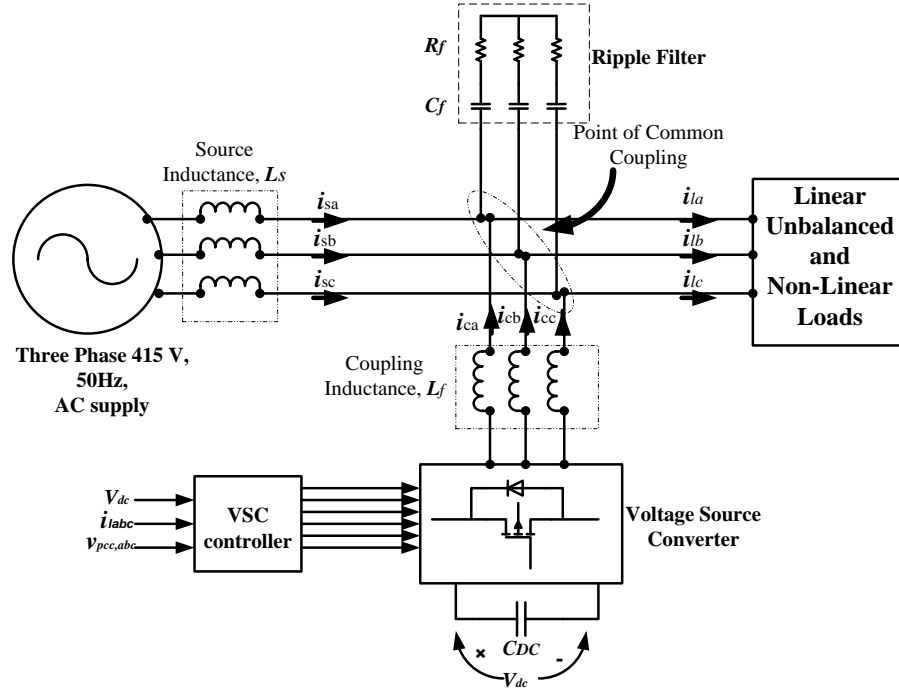 Rf
Ripple Filter
Cf
Point of Common
Coupling
Source
Inductance, Ls
isa
isb
isc
ila
ilb
ilc
Linear
Unbalanced
and
Non-Linear
Loads
Three Phase 415 V,
50Hz,
AC supply
ica
icb
icc
Coupling
Inductance, Lf
Vdc
ilabc
vpcc,abc
VSC
controller
Voltage Source
Converter
CDC
+
-
Vdc